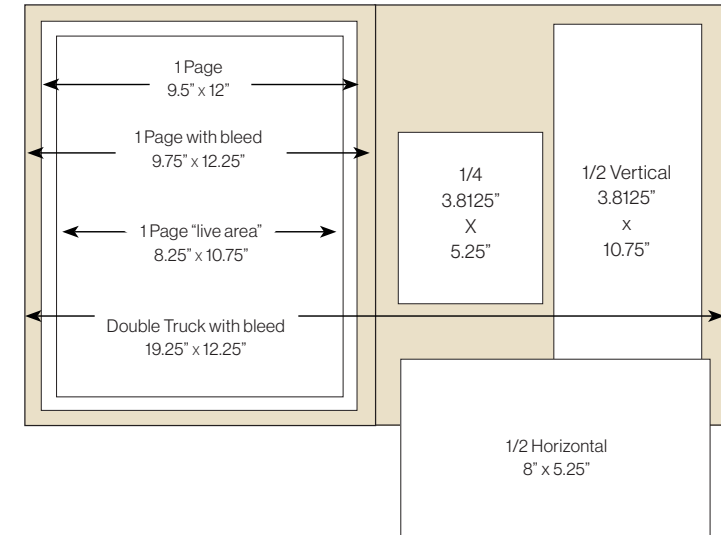 1 Page
9.5” x 12”
1 Page with bleed
9.75” x 12.25”
1 Page “live area”
8.25” x 10.75”
Double Truck with bleed
19.25” x 12.25”
1/4
3.8125”
X
5.25”
1/2 Vertical
3.8125”
x
10.75”
1/2 Horizontal
8” x 5.25”